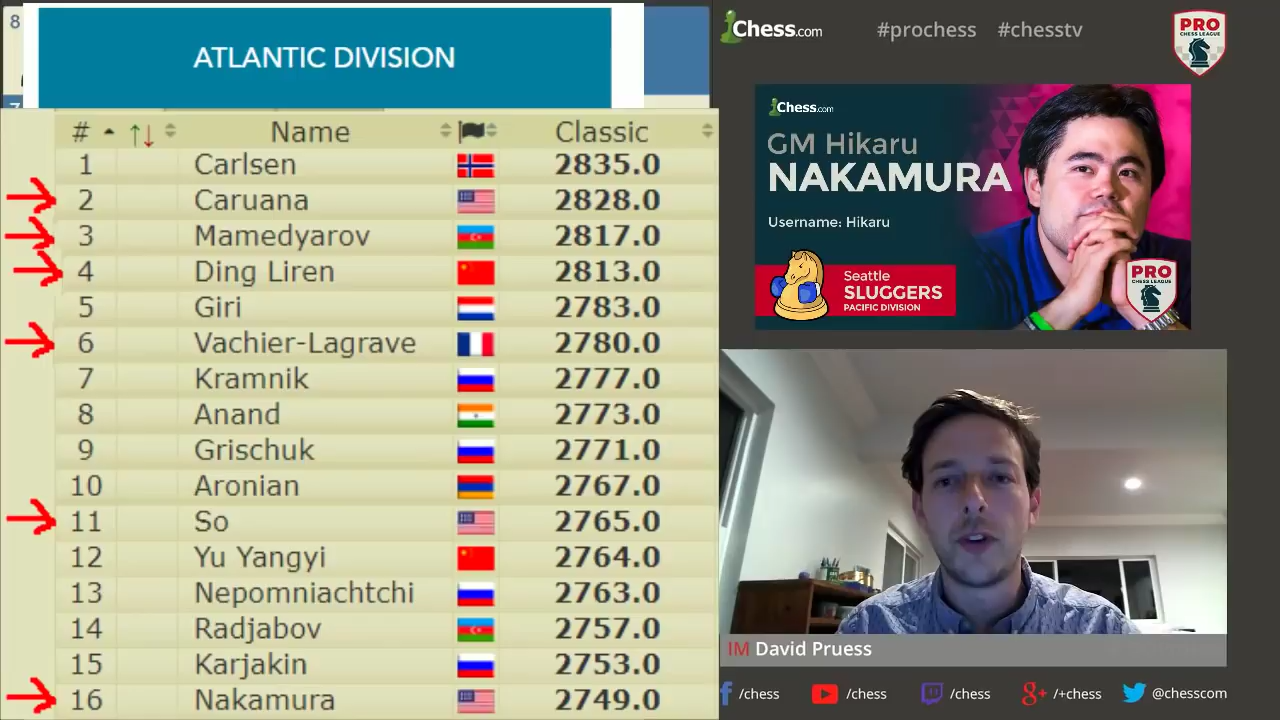 8
7
ATLANTIC DIVISION
# Name Classic
1 Carlsen 2835.0
2 Caruana 2828.0
3 Mamedyarov 2817.0
4 Ding Liren 2813.0
5 Giri 2783.0
6 Vachier-Lagrave 2780.0
7 Kramnik 2777.0
8 Anand 2773.0
9 Grischuk 2771.0
10 Aronian 2767.0
11 So 2765.0
12 Yu Yangyi 2764.0
13 Nepomniachtchi 2763.0
14 Radjabov 2757.0
15 Karjakin 2753.0
16 Nakamura 2749.0
Chess.com
#prochess #chesstv
PRO
CHESS LEAGUE
Chess.com
GM Hikaru
NAKAMURA
Username: Hikaru
Seattle
SLUGGERS
PACIFIC DIVISION
PRO
CHESS LEAGUE
IM David Pruess
/chess /chess /chess /+chess @chesscom